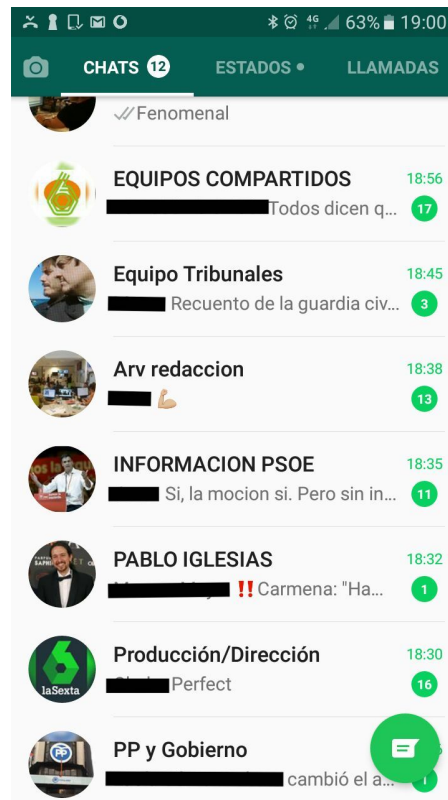 4G 63% 19:00
CHATS 12 ESTADOS LLAMADAS
Fenomenal
EQUIPOS COMPARTIDOS 18:56
Todos dicen q... 17
Equipo Tribunales 18:45
Recuento de la guardia civ... 3
Arv redaccion 18:38
13
INFORMACION PSOE 18:35
Si, la mocion si. Pero sin in... 11
PABLO IGLESIAS 18:32
!! Carmena: "Ha... 1
Producción/Dirección 18:30
laSexta
Perfect 16
PP y Gobierno
PP
cambió el a... 1